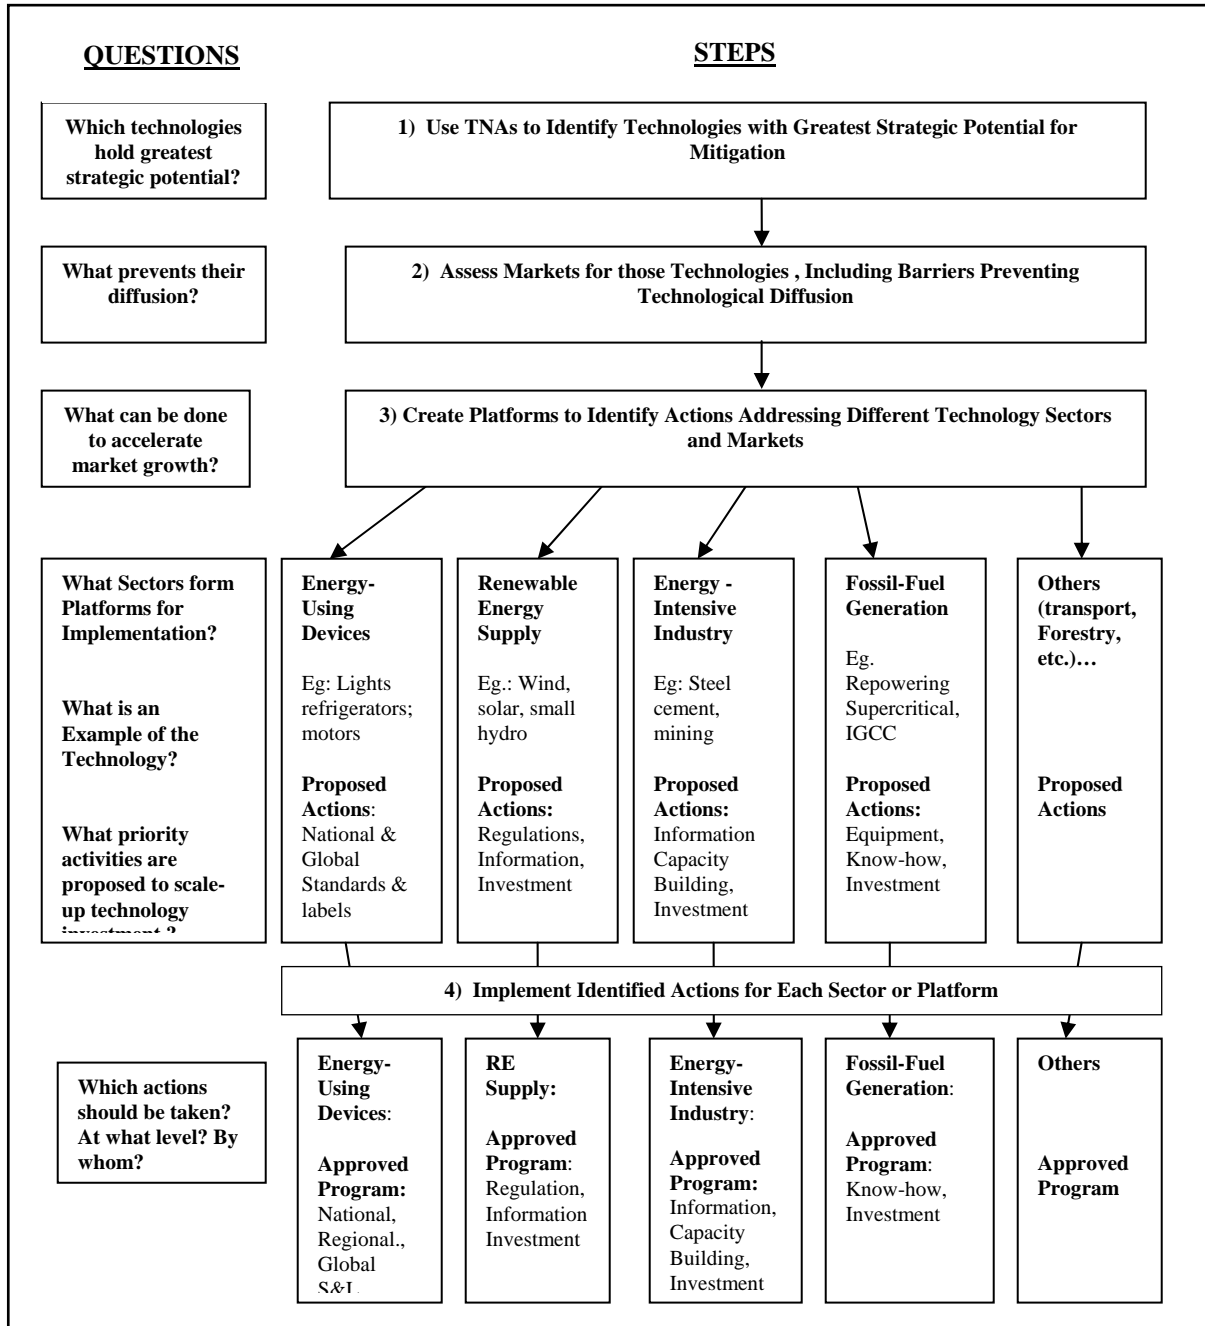 QUESTIONS
STEPS
Which technologies
hold greatest
strategic potential?
1) Use TNAs to Identify Technologies with Greatest Strategic Potential for
Mitigation
What prevents their
diffusion?
2) Assess Markets for those Technologies , Including Barriers Preventing
Technological Diffusion
What can be done
to accelerate
market growth?
3) Create Platforms to Identify Actions Addressing Different Technology Sectors
and Markets
What Sectors form
Platforms for
Implementation?
What is an
Example of the
Technology?
What priority
activities are
proposed to scale-
up technology
investment ?
Energy-
Using
Devices
Eg: Lights
refrigerators;
motors
Proposed
Actions:
National &
Global
Standards &
labels
Renewable
Energy
Supply
Eg.: Wind,
solar, small
hydro
Proposed
Actions:
Regulations,
Information,
Investment
Energy -
Intensive
Industry
Eg: Steel
cement,
mining
Proposed
Actions:
Information
Capacity
Building,
Investment
Fossil-Fuel
Generation
Eg.
Repowering
Supercritical,
IGCC
Proposed
Actions:
Equipment,
Know-how,
Investment
Others
(transport,
Forestry,
etc.)…
Proposed
Actions
4) Implement Identified Actions for Each Sector or Platform
Which actions
should be taken?
At what level? By
whom?
Energy-
Using
Devices:
Approved
Program:
National,
Regional.,
Global
S&L
RE
Supply:
Approved
Program:
Regulation,
Information
Investment
Energy-
Intensive
Industry:
Approved
Program:
Information,
Capacity
Building,
Investment
Fossil-Fuel
Generation:
Approved
Program:
Know-how,
Investment
Others
Approved
Program